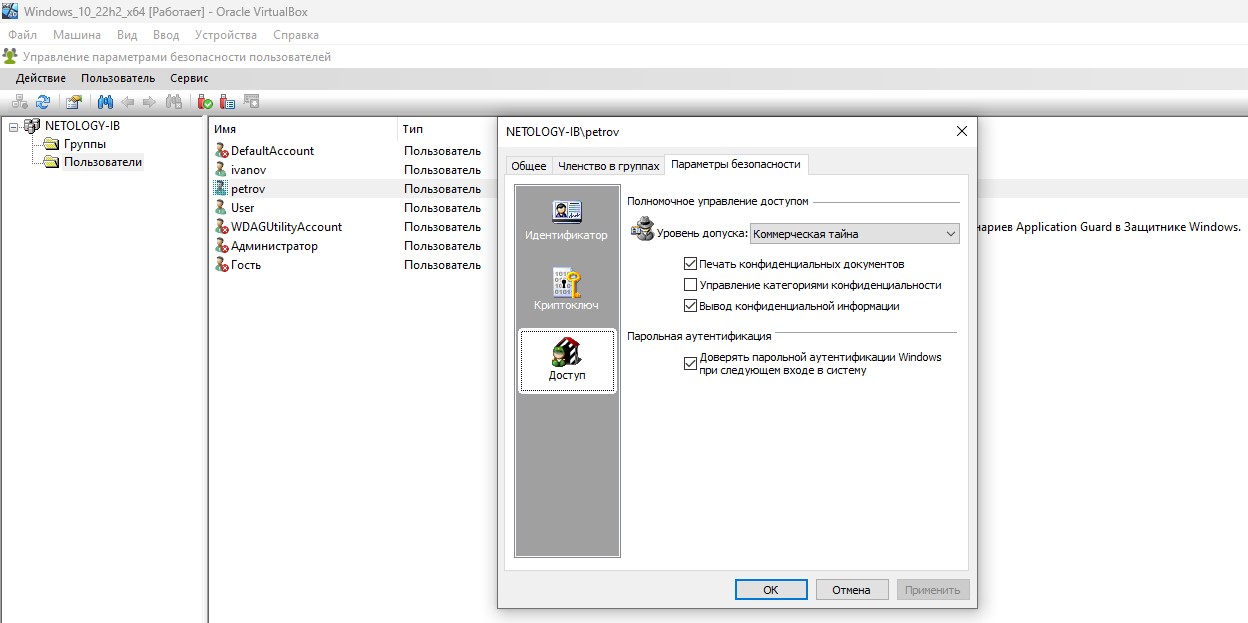 Windows_10_22h2_x64 [Работает] - Oracle VirtualBox
Файл Машина Вид Ввод Устройства Справка
Управление параметрами безопасности пользователей
Действие Пользователь Сервис
NETOLOGY-IB
Группы
Пользователи
Имя Тип
DefaultAccount Пользователь
ivanov Пользователь
petrov Пользователь
User Пользователь
WDAGUtilityAccount Пользователь
Администратор Пользователь
Гость Пользователь
нариев Application Guard в Защитнике Windows.
NETOLOGY-IB\petrov
Общее Членство в группах Параметры безопасности
Идентификатор
Криптоключ
Доступ
Полномочное управление доступом
Уровень допуска: Коммерческая тайна
Печать конфиденциальных документов
Управление категориями конфиденциальности
Вывод конфиденциальной информации
Парольная аутентификация
Доверять парольной аутентификации Windows
при следующем входе в систему
ОК Отмена Применить